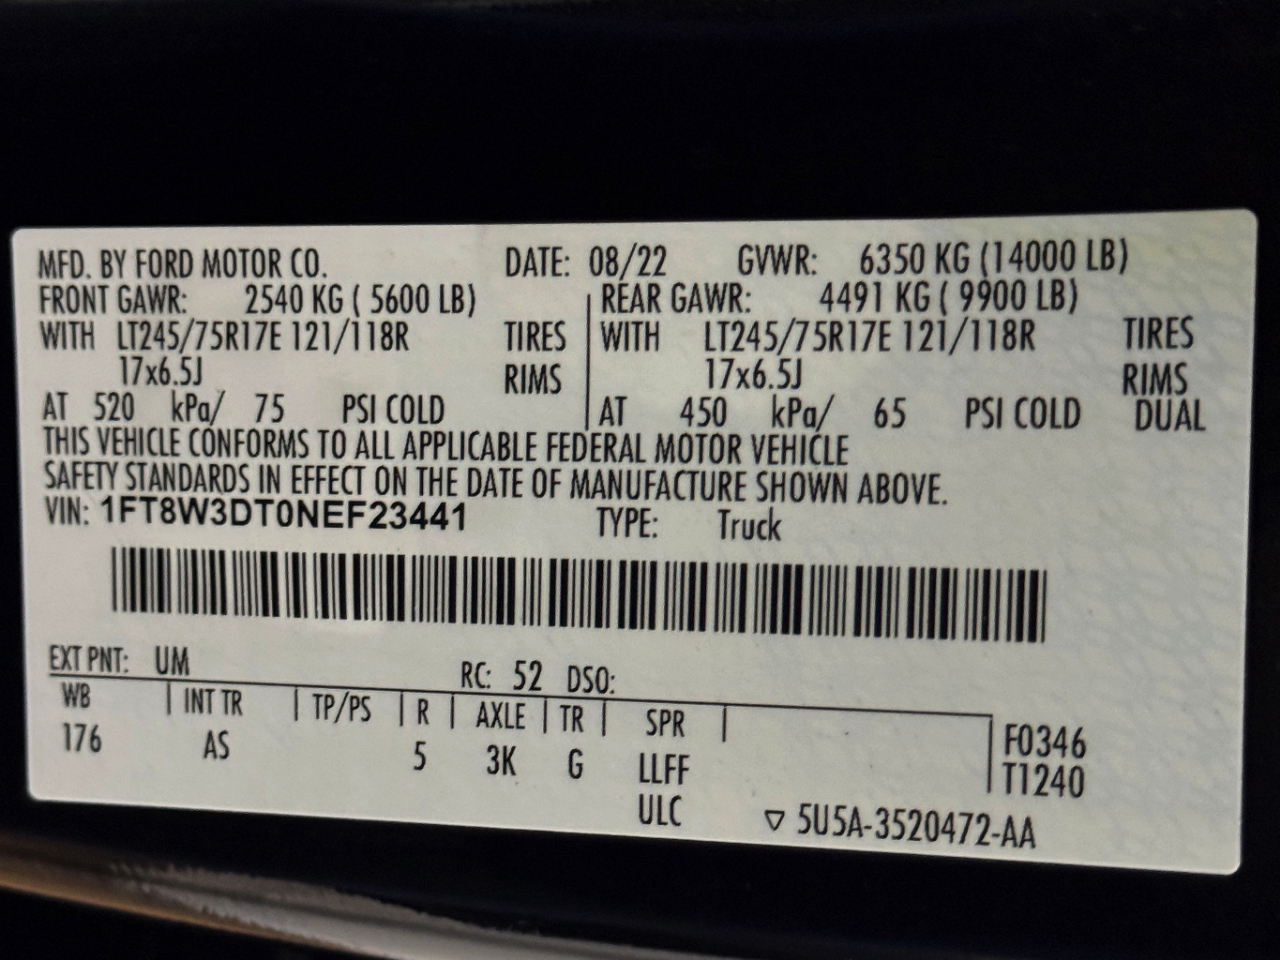 MFD. BY FORD MOTOR CO. DATE: 08/22 GVWR: 6350 KG (14000 LB)
FRONT GAWR: 2540 KG ( 5600 LB) REAR GAWR: 4491 KG ( 9900 LB)
WITH LT245/75R17E 121/118R TIRES WITH LT245/75R17E 121/118R TIRES
17x6.5J RIMS 17x6.5J RIMS
AT 520 kPa/ 75 PSI COLD AT 450 kPa/ 65 PSI COLD DUAL
THIS VEHICLE CONFORMS TO ALL APPLICABLE FEDERAL MOTOR VEHICLE
SAFETY STANDARDS IN EFFECT ON THE DATE OF MANUFACTURE SHOWN ABOVE.
VIN: 1FT8W3DT0NEF23441 TYPE: Truck
EXT PNT: UM RC: 52 DSO:
WB INT TR TP/PS R AXLE TR SPR
176 AS 5 3K G LLFF
ULC
F0346
T1240
▽ 5U5A-3520472-AA